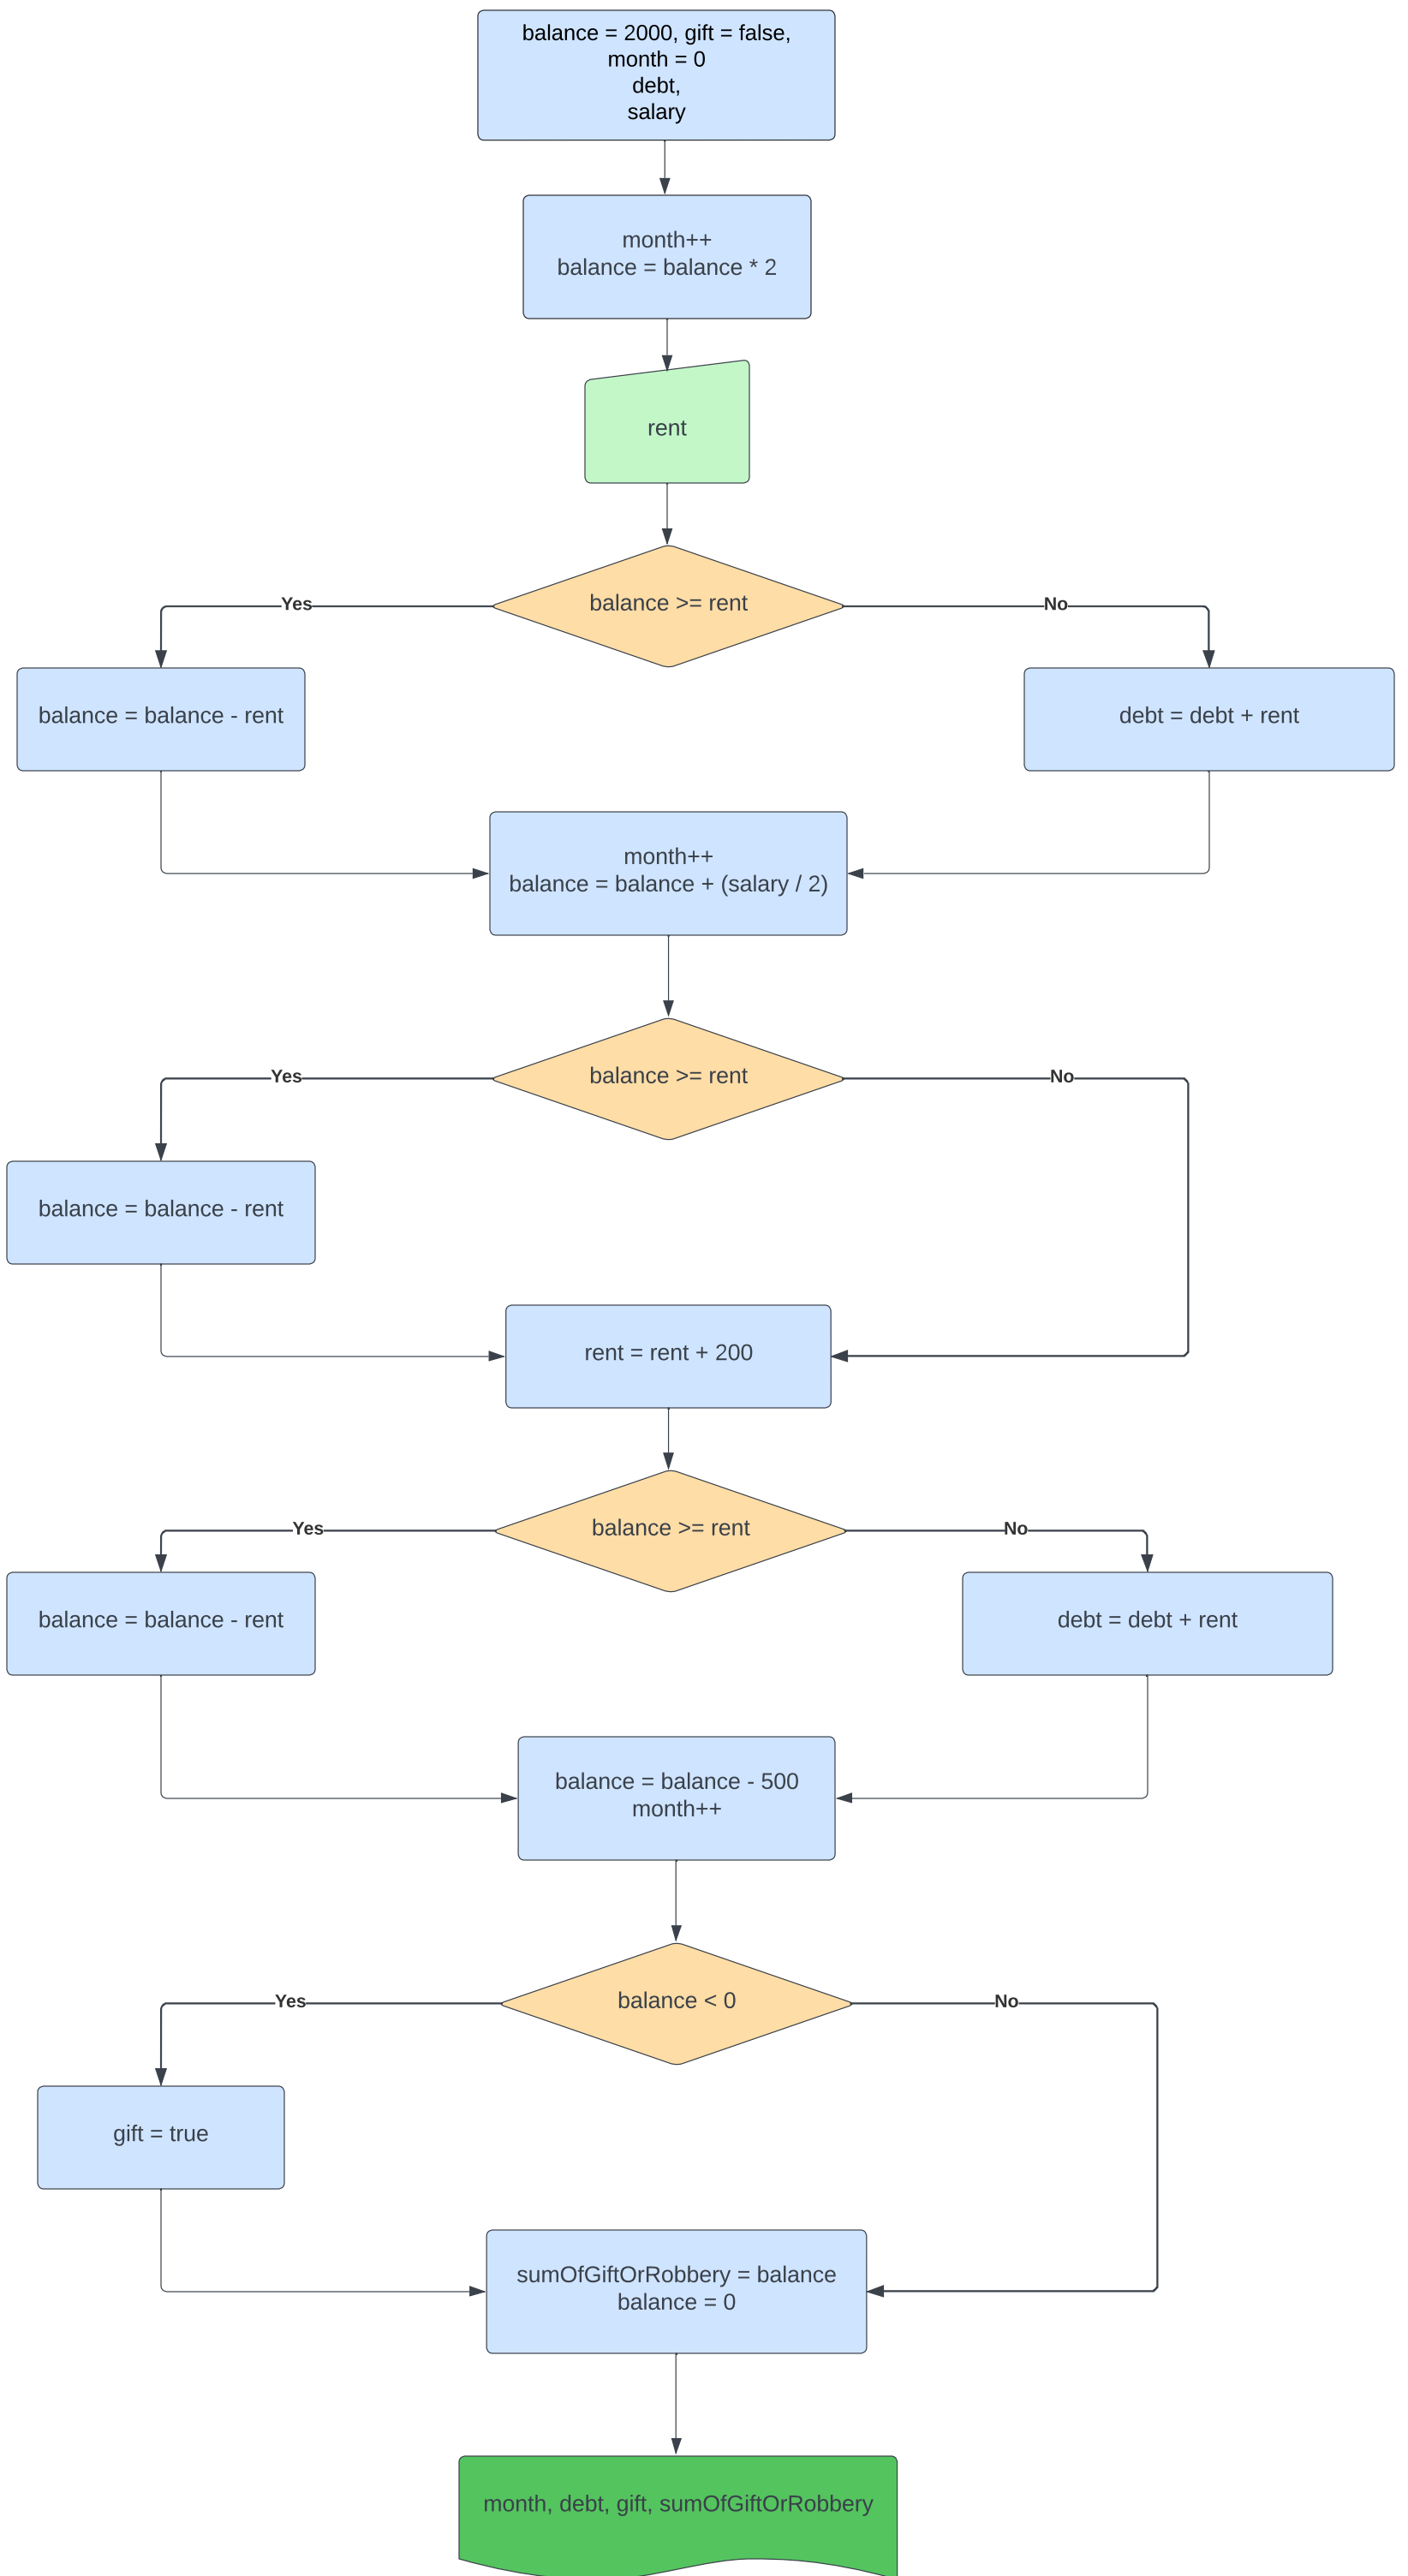 balance = 2000, gift = false,
month = 0
debt,
salary
month++
balance = balance * 2
rent
balance >= rent
Yes
No
balance = balance - rent
debt = debt + rent
month++
balance = balance + (salary / 2)
balance >= rent
Yes
No
balance = balance - rent
rent = rent + 200
balance >= rent
Yes
No
balance = balance - rent
debt = debt + rent
balance = balance - 500
month++
balance < 0
Yes
No
gift = true
sumOfGiftOrRobbery = balance
balance = 0
month, debt, gift, sumOfGiftOrRobbery